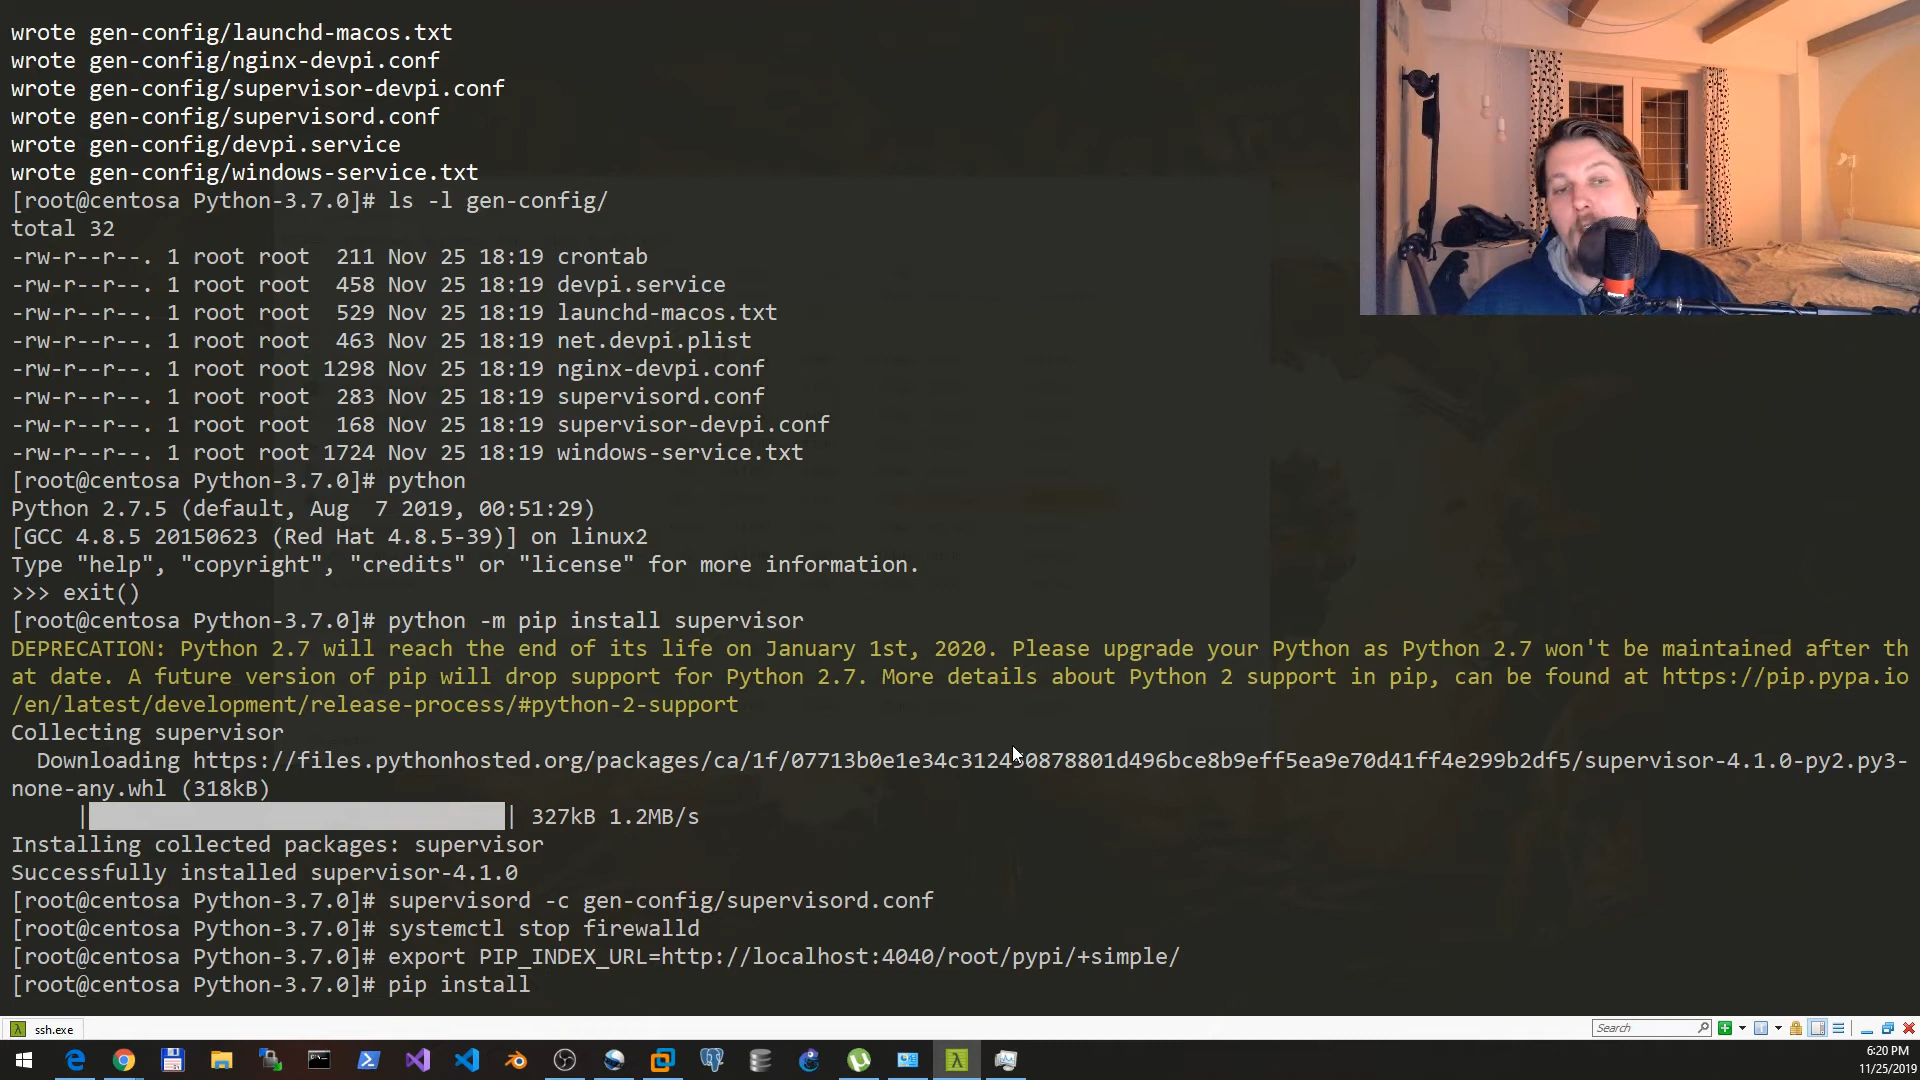 wrote gen-config/launchd-macos.txt
wrote gen-config/nginx-devpi.conf
wrote gen-config/supervisor-devpi.conf
wrote gen-config/supervisord.conf
wrote gen-config/devpi.service
wrote gen-config/windows-service.txt
[root@centosa Python-3.7.0]# ls -l gen-config/
total 32
-rw-r--r--. 1 root root  211 Nov 25 18:19 crontab
-rw-r--r--. 1 root root  458 Nov 25 18:19 devpi.service
-rw-r--r--. 1 root root  529 Nov 25 18:19 launchd-macos.txt
-rw-r--r--. 1 root root  463 Nov 25 18:19 net.devpi.plist
-rw-r--r--. 1 root root 1298 Nov 25 18:19 nginx-devpi.conf
-rw-r--r--. 1 root root  283 Nov 25 18:19 supervisord.conf
-rw-r--r--. 1 root root  168 Nov 25 18:19 supervisor-devpi.conf
-rw-r--r--. 1 root root 1724 Nov 25 18:19 windows-service.txt
[root@centosa Python-3.7.0]# python
Python 2.7.5 (default, Aug  7 2019, 00:51:29)
[GCC 4.8.5 20150623 (Red Hat 4.8.5-39)] on linux2
Type "help", "copyright", "credits" or "license" for more information.
>>> exit()
[root@centosa Python-3.7.0]# python -m pip install supervisor
DEPRECATION: Python 2.7 will reach the end of its life on January 1st, 2020. Please upgrade your Python as Python 2.7 won't be maintained after th
at date. A future version of pip will drop support for Python 2.7. More details about Python 2 support in pip, can be found at https://pip.pypa.io
/en/latest/development/release-process/#python-2-support
Collecting supervisor
  Downloading https://files.pythonhosted.org/packages/ca/1f/07713b0e1e34c312450878801d496bce8b9eff5ea9e70d41ff4e299b2df5/supervisor-4.1.0-py2.py3-
none-any.whl (318kB)
| | 327kB 1.2MB/s
Installing collected packages: supervisor
Successfully installed supervisor-4.1.0
[root@centosa Python-3.7.0]# supervisord -c gen-config/supervisord.conf
[root@centosa Python-3.7.0]# systemctl stop firewalld
[root@centosa Python-3.7.0]# export PIP_INDEX_URL=http://localhost:4040/root/pypi/+simple/
[root@centosa Python-3.7.0]# pip install
ssh.exe
Search
6:20 PM
11/25/2019